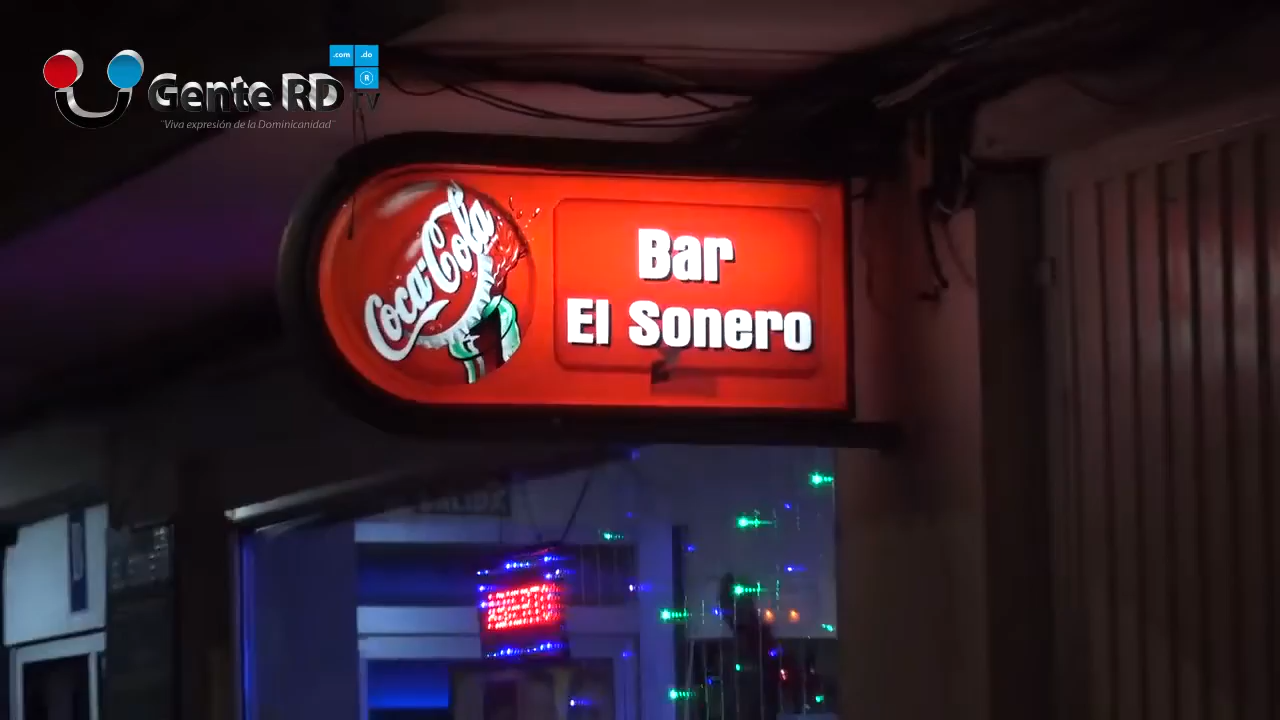 .com .do
®
Gente RD
TV
"Viva expresión de la Dominicanidad"
Coca-Cola
Bar
El Sonero